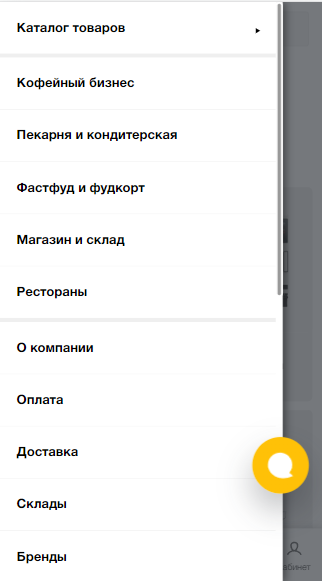 Каталог товаров
Кофейный бизнес
Пекарня и кондитерская
Фастфуд и фудкорт
Магазин и склад
Рестораны
О компании
Оплата
Доставка
Склады
Бренды